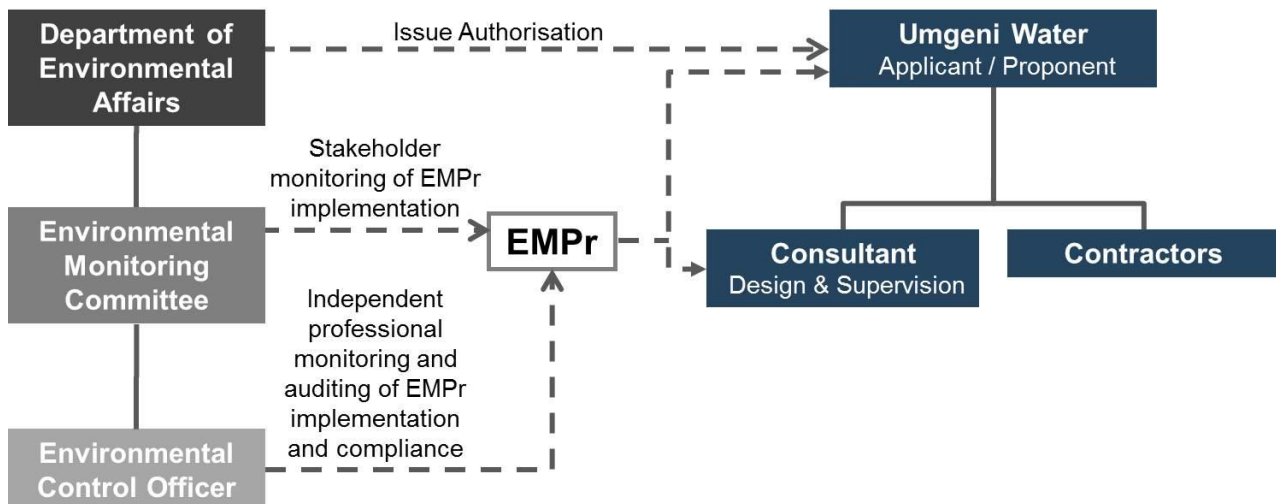 Department of
Environmental
Affairs
Issue Authorisation
Umgeni Water
Applicant / Proponent
Stakeholder
monitoring of EMPr
implementation
Environmental
Monitoring
Committee
EMPr
Consultant
Design & Supervision
Contractors
Independent
professional
monitoring and
auditing of EMPr
implementation
and compliance
Environmental
Control Officer